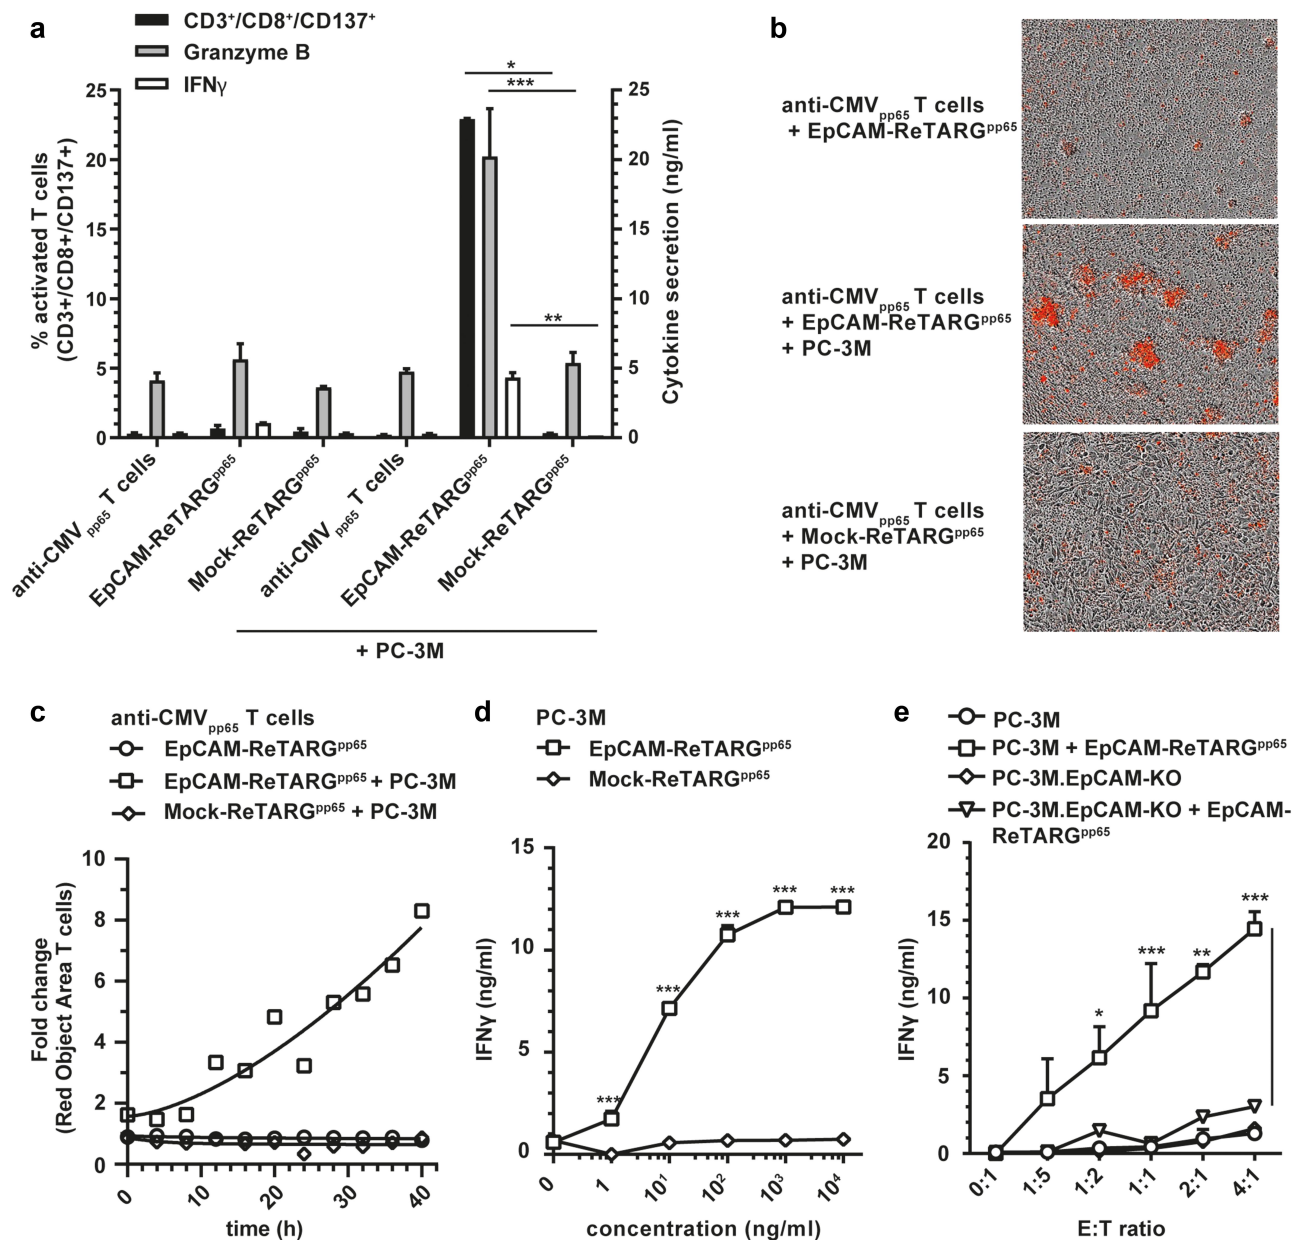 a
CD3⁺/CD8⁺/CD137⁺
Granzyme B
IFNγ
% activated T cells
(CD3+/CD8+/CD137+)
25
20
15
10
5
0
*
***
**
25
20
15
10
5
0
Cytokine secretion (ng/ml)
anti-CMV pp65 T cells
EpCAM-ReTARGpp65
Mock-ReTARGpp65
anti-CMV pp65 T cells
EpCAM-ReTARGpp65
Mock-ReTARGpp65
+ PC-3M
b
anti-CMVpp65 T cells
+ EpCAM-ReTARGpp65
anti-CMVpp65 T cells
+ EpCAM-ReTARGpp65
+ PC-3M
anti-CMVpp65 T cells
+ Mock-ReTARGpp65
+ PC-3M
c
anti-CMVpp65 T cells
EpCAM-ReTARGpp65
EpCAM-ReTARGpp65 + PC-3M
Mock-ReTARGpp65 + PC-3M
Fold change
(Red Object Area T cells)
10
8
6
4
2
0
0 10 20 30 40
time (h)
d
PC-3M
EpCAM-ReTARGpp65
Mock-ReTARGpp65
IFNγ (ng/ml)
15
10
5
0
*** *** *** *** ***
0 1 10¹ 10² 10³ 10⁴
concentration (ng/ml)
e
PC-3M
PC-3M + EpCAM-ReTARGpp65
PC-3M.EpCAM-KO
PC-3M.EpCAM-KO + EpCAM-
ReTARGpp65
IFNγ (ng/ml)
20
15
10
5
0
* *** ** ***
0:1 1:5 1:2 1:1 2:1 4:1
E:T ratio